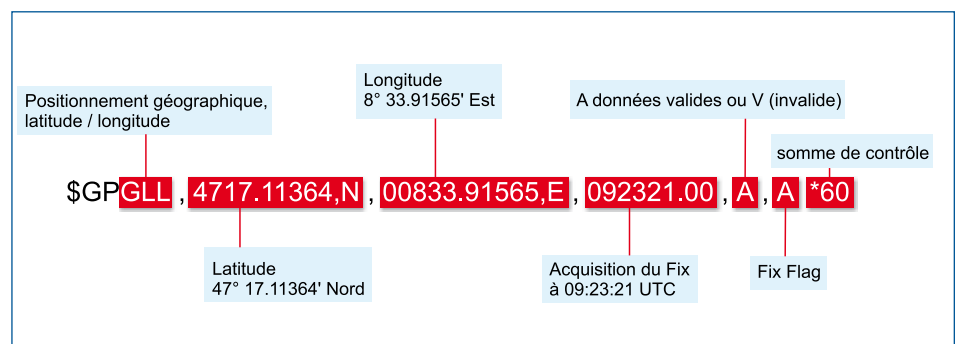 Longitude
8° 33.91565' Est
Positionnement géographique,
latitude / longitude
A données valides ou V (invalide)
somme de contrôle
$GPGLL , 4717.11364,N , 00833.91565,E , 092321.00 , A , A *60
Latitude
47° 17.11364' Nord
Acquisition du Fix
à 09:23:21 UTC
Fix Flag